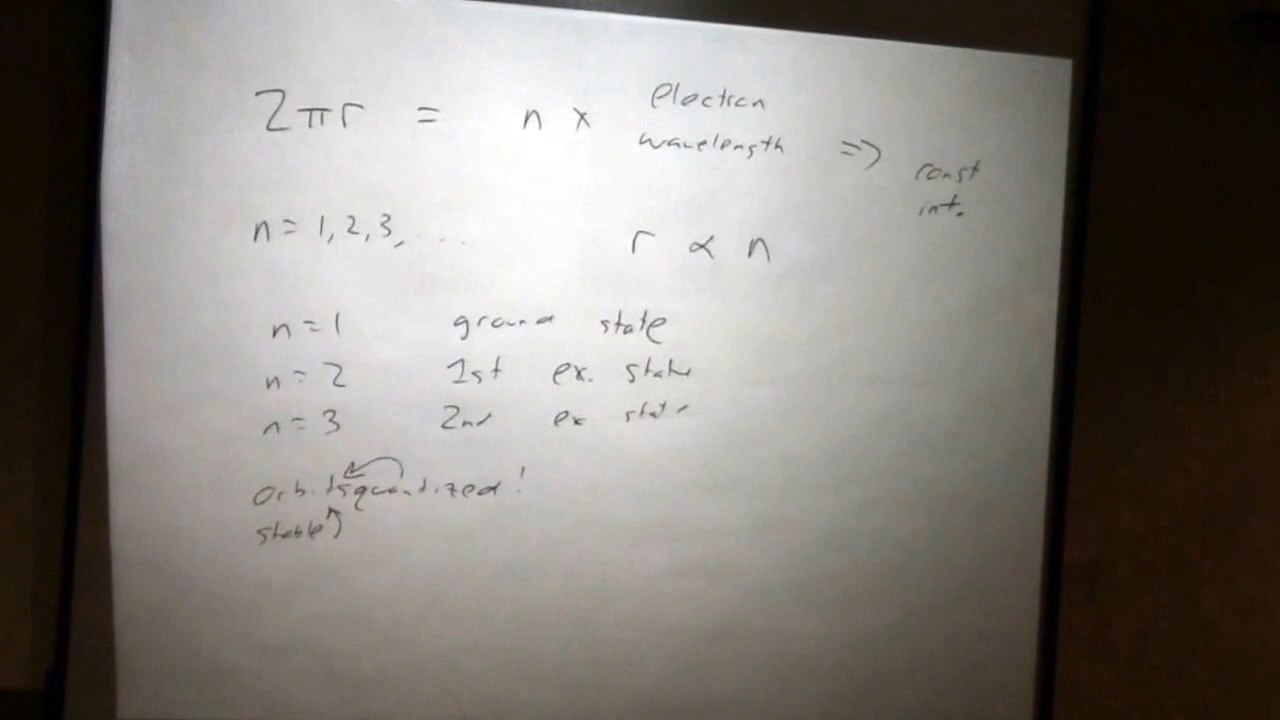 2πr = n × electron wavelength => const int.
n = 1, 2, 3, ... r ∝ n
n = 1 ground state
n = 2 1st ex. state
n = 3 2nd ex state
orbits quantized!
stable